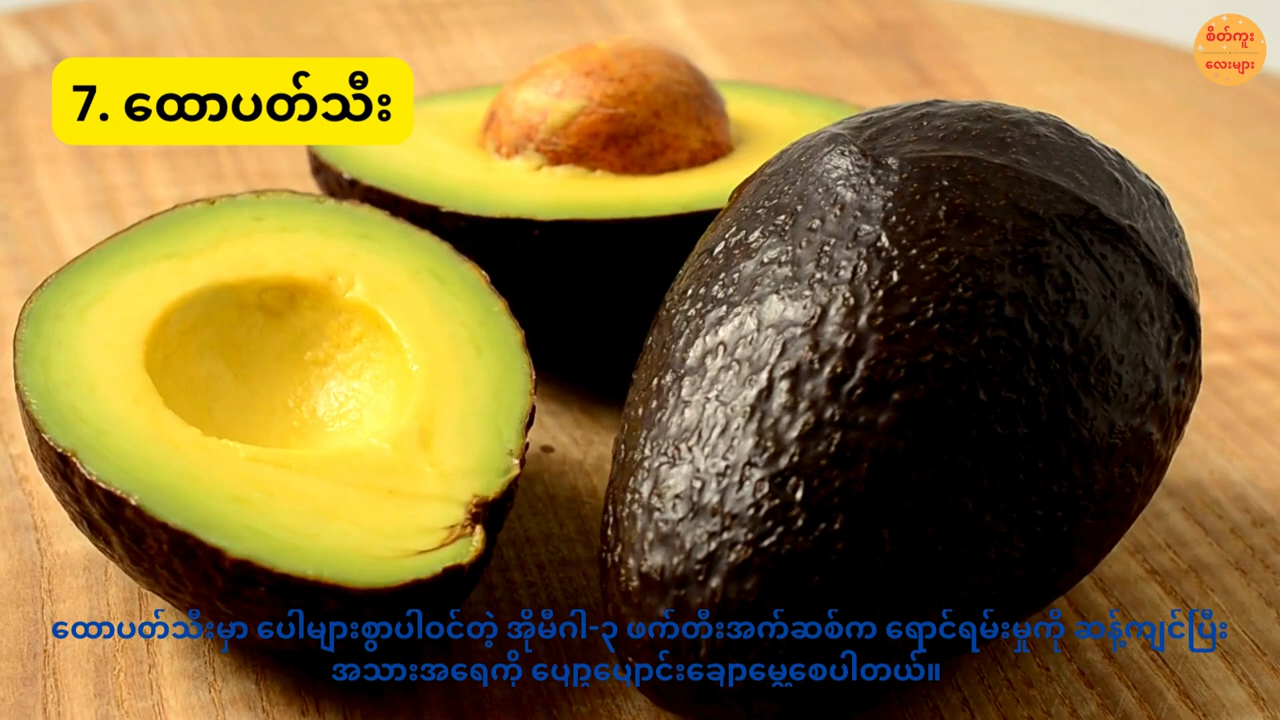 7. ထောပတ်သီး
စိတ်ကူး
လေးများ
ထောပတ်သီးမှာ ပေါများစွာပါဝင်တဲ့ အိုမီဂါ-၃ ဖက်တီးအက်ဆစ်က ရောင်ရမ်းမှုကို ဆန့်ကျင်ပြီး
အသားအရေကို ပျော့ပျောင်းချောမွေ့စေပါတယ်။